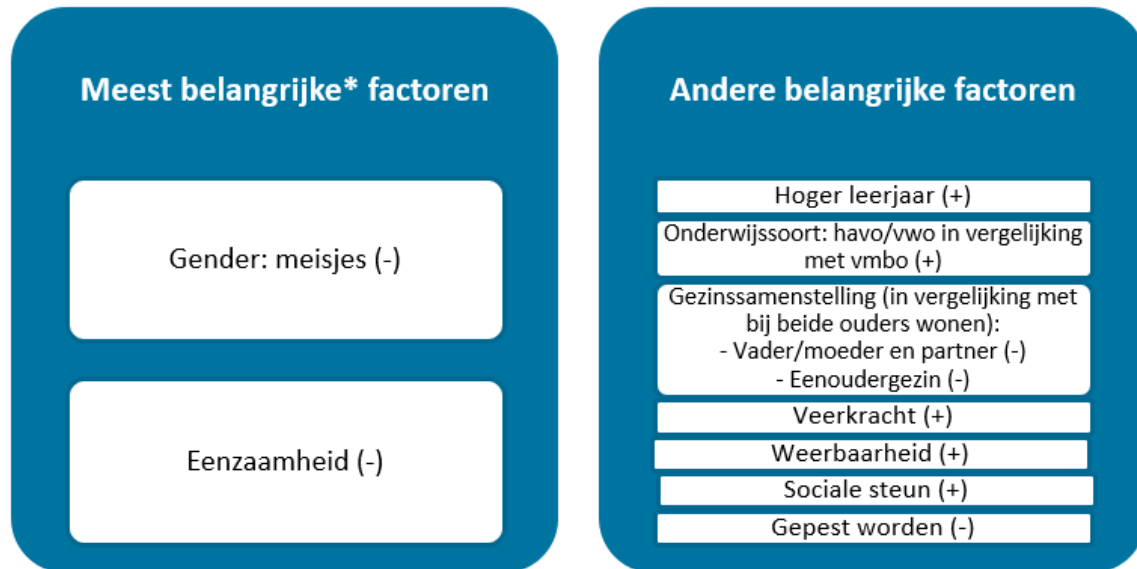 Meest belangrijke* factoren
Gender: meisjes (-)
Eenzaamheid (-)
Andere belangrijke factoren
Hoger leerjaar (+)
Onderwijssoort: havo/vwo in vergelijking
met vmbo (+)
Gezinssamenstelling (in vergelijking met
bij beide ouders wonen):
- Vader/moeder en partner (-)
- Eenoudergezin (-)
Veerkracht (+)
Weerbaarheid (+)
Sociale steun (+)
Gepest worden (-)